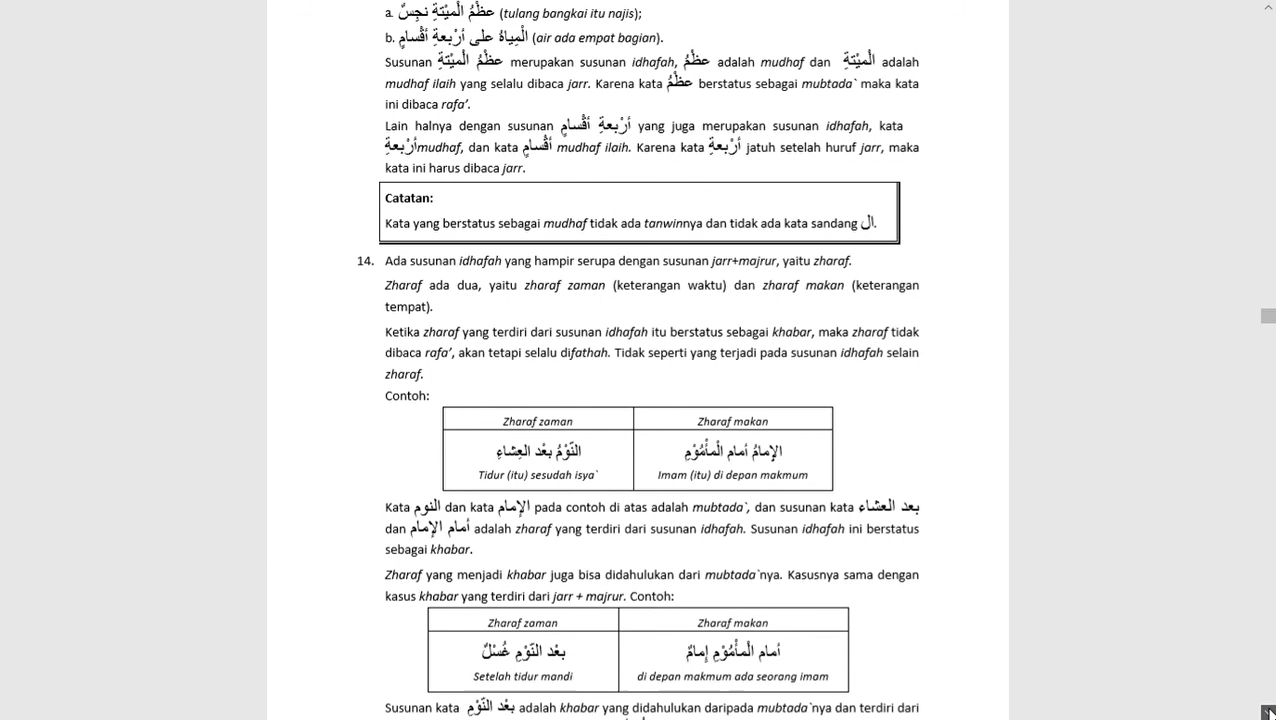 a. عظْمُ الْميْتةِ نجِسٌ (tulang bangkai itu najis);
b. الْمِياهُ على أرْبعةِ أقْسامٍ (air ada empat bagian).
Susunan عظْمُ الْميْتةِ merupakan susunan idhafah, عظْمُ adalah mudhaf dan الْميْتةِ adalah
mudhaf ilaih yang selalu dibaca jarr. Karena kata عظْمُ berstatus sebagai mubtada` maka kata
ini dibaca rafa’.
Lain halnya dengan susunan أرْبعةِ أقْسامٍ yang juga merupakan susunan idhafah, kata
أرْبعةِ mudhaf, dan kata أقْسامٍ mudhaf ilaih. Karena kata أرْبعةِ jatuh setelah huruf jarr, maka
kata ini harus dibaca jarr.
Catatan:
Kata yang berstatus sebagai mudhaf tidak ada tanwinnya dan tidak ada kata sandang ال.
14. Ada susunan idhafah yang hampir serupa dengan susunan jarr+majrur, yaitu zharaf.
Zharaf ada dua, yaitu zharaf zaman (keterangan waktu) dan zharaf makan (keterangan
tempat).
Ketika zharaf yang terdiri dari susunan idhafah itu berstatus sebagai khabar, maka zharaf tidak
dibaca rafa’, akan tetapi selalu difathah. Tidak seperti yang terjadi pada susunan idhafah selain
zharaf.
Contoh:
Zharaf zaman Zharaf makan
النّوْمُ بعْد العِشاءِ الإمامُ أمام الْمأْمُوْمِ
Tidur (itu) sesudah isya` Imam (itu) di depan makmum
Kata النوم dan kata الإمام pada contoh di atas adalah mubtada`, dan susunan kata بعد العشاء
dan أمام الإمام adalah zharaf yang terdiri dari susunan idhafah. Susunan idhafah ini berstatus
sebagai khabar.
Zharaf yang menjadi khabar juga bisa didahulukan dari mubtada`nya. Kasusnya sama dengan
kasus khabar yang terdiri dari jarr + majrur. Contoh:
Zharaf zaman Zharaf makan
بعْد النّوْمِ غُسْلٌ أمام الْمأْمُوْمِ إمامٌ
Setelah tidur mandi di depan makmum ada seorang imam
Susunan kata بعْد النّوْمِ adalah khabar yang didahulukan daripada mubtada`nya dan terdiri dari